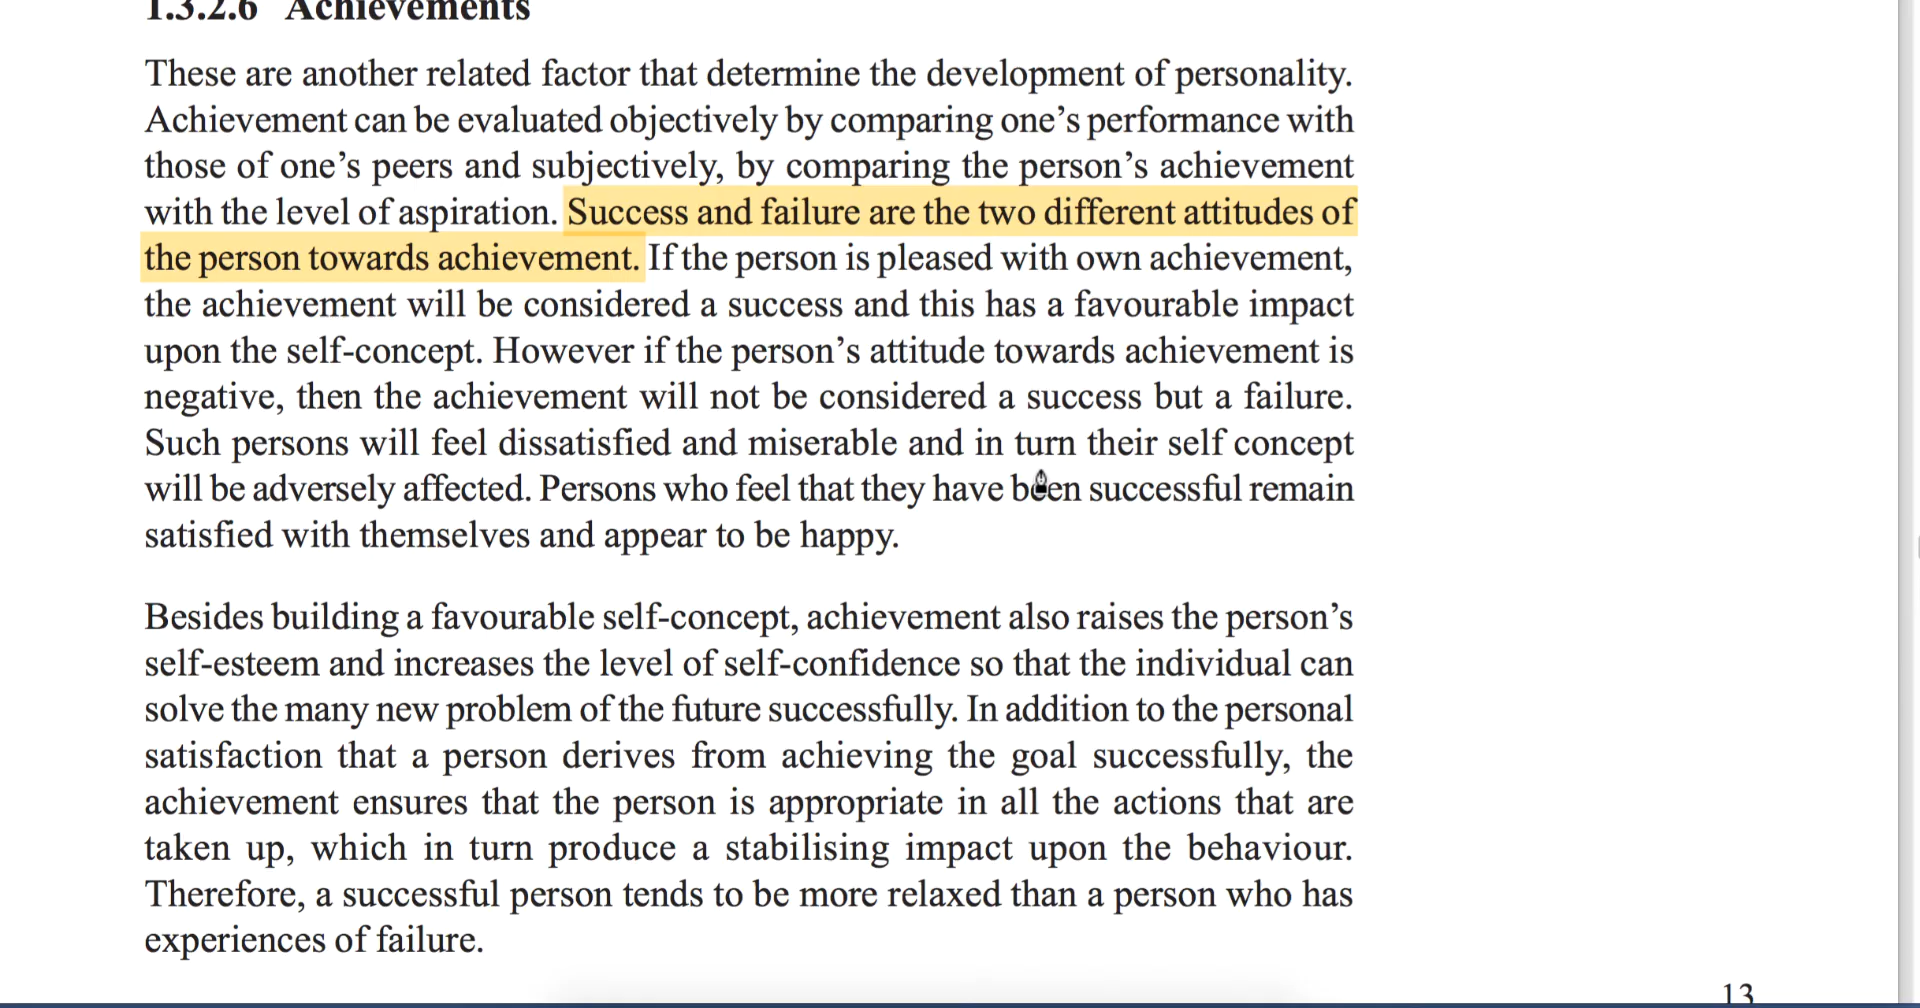 1.3.2.6 Achievements
These are another related factor that determine the development of personality.
Achievement can be evaluated objectively by comparing one’s performance with
those of one’s peers and subjectively, by comparing the person’s achievement
with the level of aspiration. Success and failure are the two different attitudes of
the person towards achievement. If the person is pleased with own achievement,
the achievement will be considered a success and this has a favourable impact
upon the self-concept. However if the person’s attitude towards achievement is
negative, then the achievement will not be considered a success but a failure.
Such persons will feel dissatisfied and miserable and in turn their self concept
will be adversely affected. Persons who feel that they have been successful remain
satisfied with themselves and appear to be happy.
Besides building a favourable self-concept, achievement also raises the person’s
self-esteem and increases the level of self-confidence so that the individual can
solve the many new problem of the future successfully. In addition to the personal
satisfaction that a person derives from achieving the goal successfully, the
achievement ensures that the person is appropriate in all the actions that are
taken up, which in turn produce a stabilising impact upon the behaviour.
Therefore, a successful person tends to be more relaxed than a person who has
experiences of failure.
13